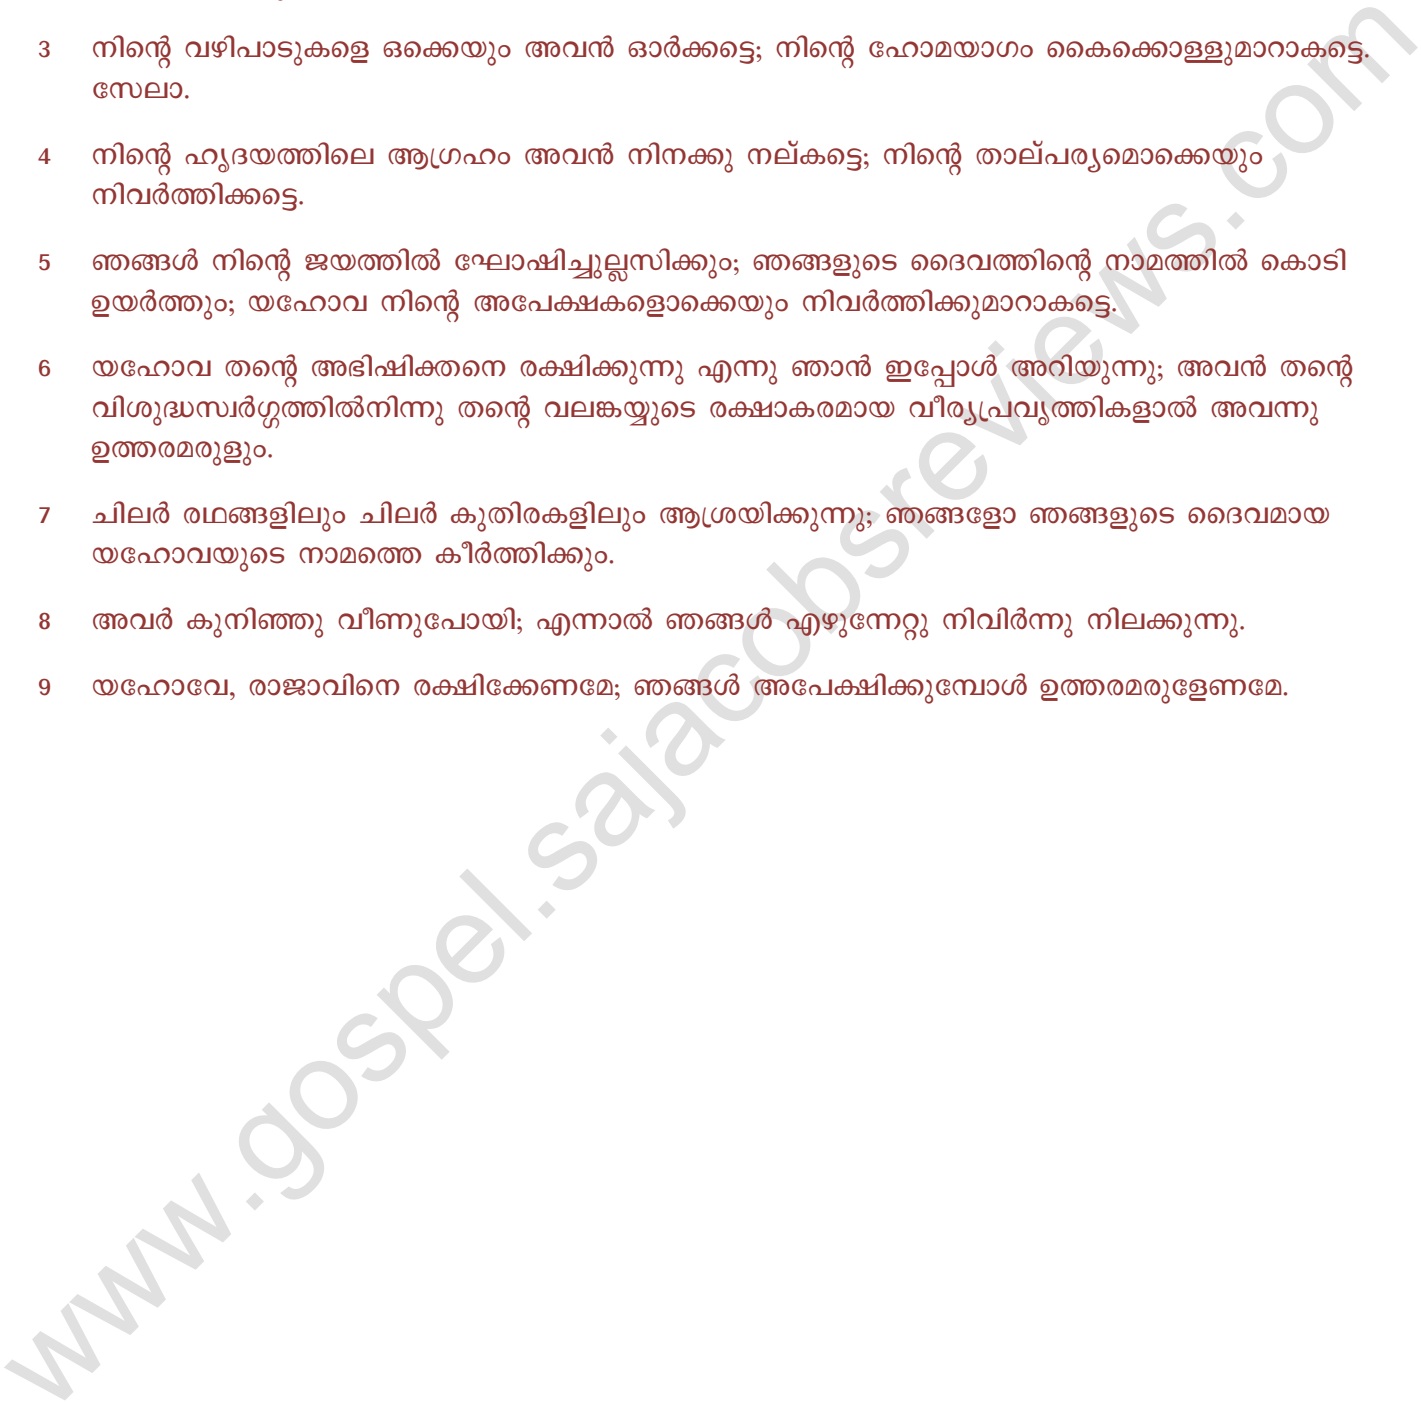 3 നിന്റെ വഴിപാടുകളെ ഒക്കെയും അവൻ ഓർക്കട്ടെ; നിന്റെ ഹോമയാഗം കൈക്കൊള്ളുമാറാകട്ടെ.
സേലാ.
4 നിന്റെ ഹൃദയത്തിലെ ആഗ്രഹം അവൻ നിനക്കു നല്കട്ടെ; നിന്റെ താല്പര്യമൊക്കെയും
നിവർത്തിക്കട്ടെ.
5 ഞങ്ങൾ നിന്റെ ജയത്തിൽ ഘോഷിച്ചുല്ലസിക്കും; ഞങ്ങളുടെ ദൈവത്തിന്റെ നാമത്തിൽ കൊടി
ഉയർത്തും; യഹോവ നിന്റെ അപേക്ഷകളൊക്കെയും നിവർത്തിക്കുമാറാകട്ടെ.
6 യഹോവ തന്റെ അഭിഷിക്തനെ രക്ഷിക്കുന്നു എന്നു ഞാൻ ഇപ്പോൾ അറിയുന്നു; അവൻ തന്റെ
വിശുദ്ധസ്വർഗ്ഗത്തിൽനിന്നു തന്റെ വലങ്കയ്യുടെ രക്ഷാകരമായ വീര്യപ്രവൃത്തികളാൽ അവന്നു
ഉത്തരമരുളും.
7 ചിലർ രഥങ്ങളിലും ചിലർ കുതിരകളിലും ആശ്രയിക്കുന്നു; ഞങ്ങളോ ഞങ്ങളുടെ ദൈവമായ
യഹോവയുടെ നാമത്തെ കീർത്തിക്കും.
8 അവർ കുനിഞ്ഞു വീണുപോയി; എന്നാൽ ഞങ്ങൾ എഴുന്നേറ്റു നിവിർന്നു നിലക്കുന്നു.
9 യഹോവേ, രാജാവിനെ രക്ഷിക്കേണമേ; ഞങ്ങൾ അപേക്ഷിക്കുമ്പോൾ ഉത്തരമരുളേണമേ.
www.gospel.sajacobsreviews.com